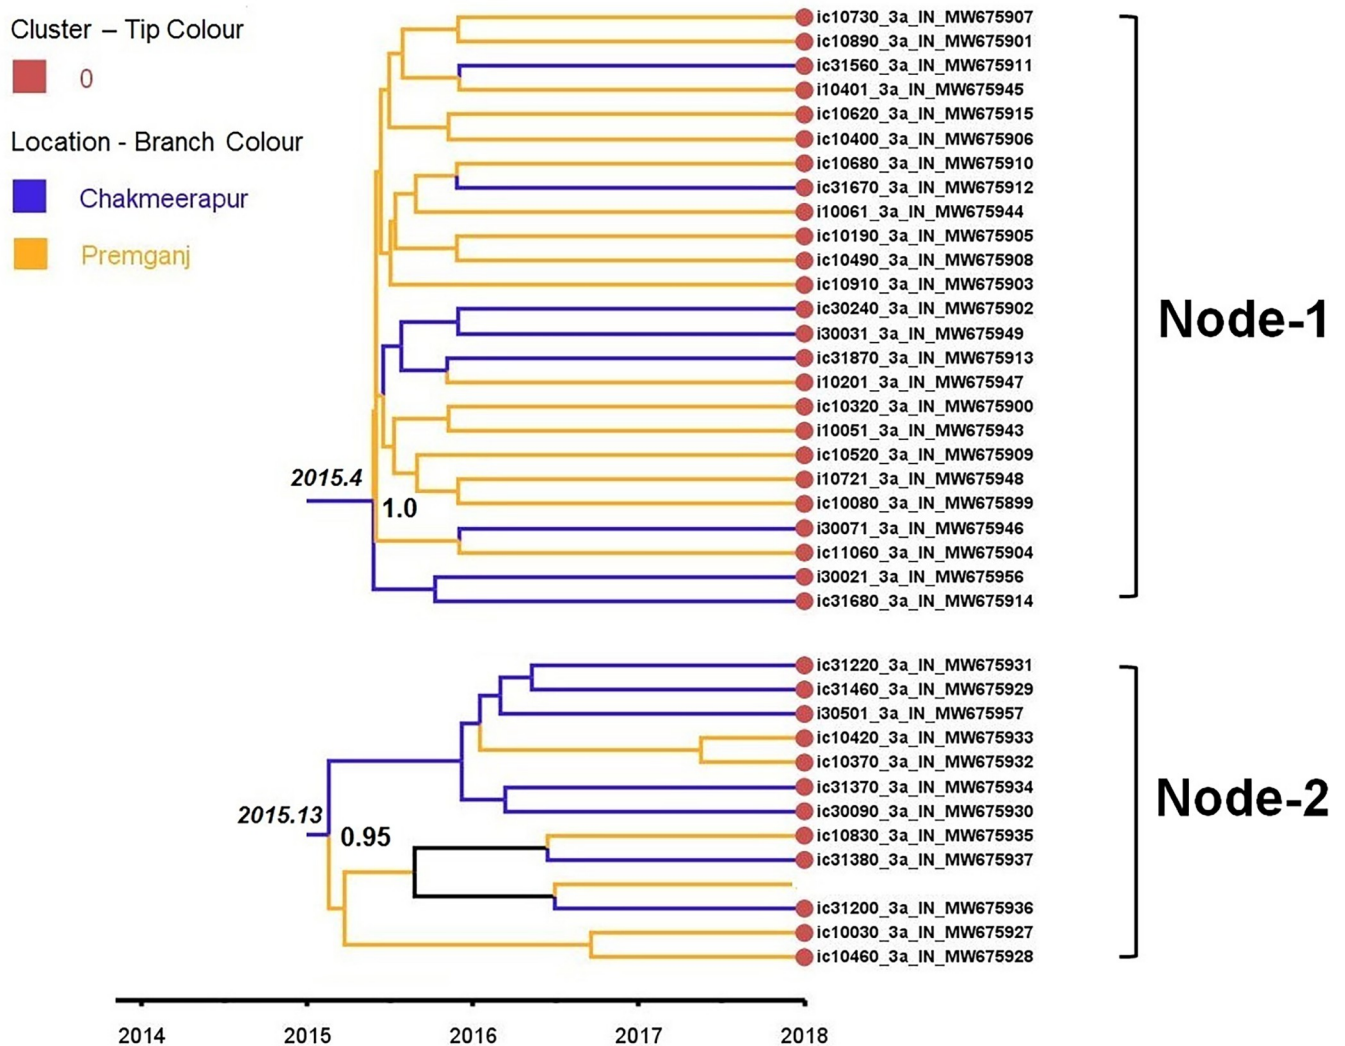 Cluster – Tip Colour
0
Location - Branch Colour
Chakmeerapur
Premganj
ic10730_3a_IN_MW675907
ic10890_3a_IN_MW675901
ic31560_3a_IN_MW675911
i10401_3a_IN_MW675945
ic10620_3a_IN_MW675915
ic10400_3a_IN_MW675906
ic10680_3a_IN_MW675910
ic31670_3a_IN_MW675912
i10061_3a_IN_MW675944
ic10190_3a_IN_MW675905
ic10490_3a_IN_MW675908
ic10910_3a_IN_MW675903
ic30240_3a_IN_MW675902
i30031_3a_IN_MW675949
ic31870_3a_IN_MW675913
i10201_3a_IN_MW675947
ic10320_3a_IN_MW675900
i10051_3a_IN_MW675943
ic10520_3a_IN_MW675909
i10721_3a_IN_MW675948
ic10080_3a_IN_MW675899
i30071_3a_IN_MW675946
ic11060_3a_IN_MW675904
i30021_3a_IN_MW675956
ic31680_3a_IN_MW675914
2015.4
1.0
Node-1
ic31220_3a_IN_MW675931
ic31460_3a_IN_MW675929
i30501_3a_IN_MW675957
ic10420_3a_IN_MW675933
ic10370_3a_IN_MW675932
ic31370_3a_IN_MW675934
ic30090_3a_IN_MW675930
ic10830_3a_IN_MW675935
ic31380_3a_IN_MW675937
ic31200_3a_IN_MW675936
ic10030_3a_IN_MW675927
ic10460_3a_IN_MW675928
2015.13
0.95
Node-2
2014 2015 2016 2017 2018